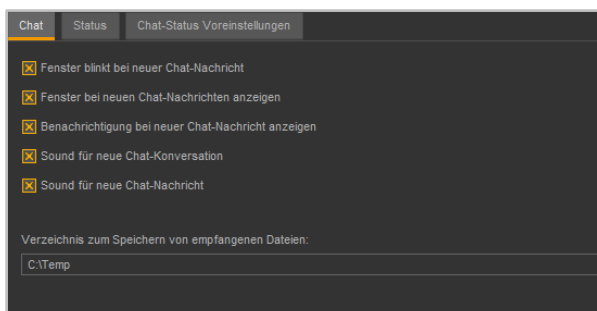 Chat Status Chat-Status Voreinstellungen
Fenster blinkt bei neuer Chat-Nachricht
Fenster bei neuen Chat-Nachrichten anzeigen
Benachrichtigung bei neuer Chat-Nachricht anzeigen
Sound für neue Chat-Konversation
Sound für neue Chat-Nachricht
Verzeichnis zum Speichern von empfangenen Dateien:
C:\Temp